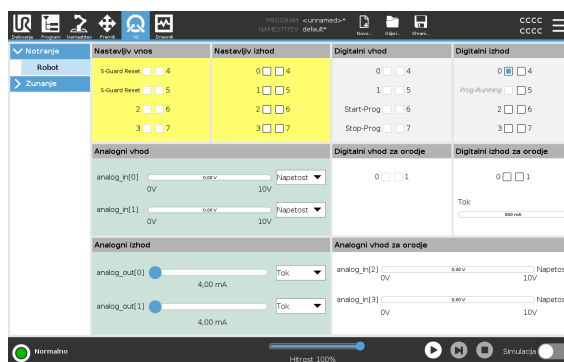 PROGRAM <unnamed>*
NAMESTITEV default*
CCCC
CCCC
Delovanje Program Namestitev Premik V/I Dnevnik
Novo... Odpri... Shrani...
Notranje
Robot
Zunanje
Nastavljiv vnos
S-Guard Reset 4
S-Guard Reset 5
2 6
3 7
Nastavljiv izhod
0 4
1 5
2 6
3 7
Digitalni vhod
0 4
1 5
Start-Prog 6
Stop-Prog 7
Digitalni izhod
0 4
Prog-Running 5
2 6
3 7
Analogni vhod
analog_in[0] 0,00 V Napetost
0V 10V
analog_in[1] 0,00 V Napetost
0V 10V
Digitalni vhod za orodje
0 1
Digitalni izhod za orodje
0 1
Tok
000 mA
Analogni izhod
analog_out[0] Tok
4,00 mA
analog_out[1] Tok
4,00 mA
Analogni vhod za orodje
analog_in[2] 0,00 V Napetos
0V 10V
analog_in[3] 0,00 V Napetos
0V 10V
Normalno
Hitrost 100%
Simulacija